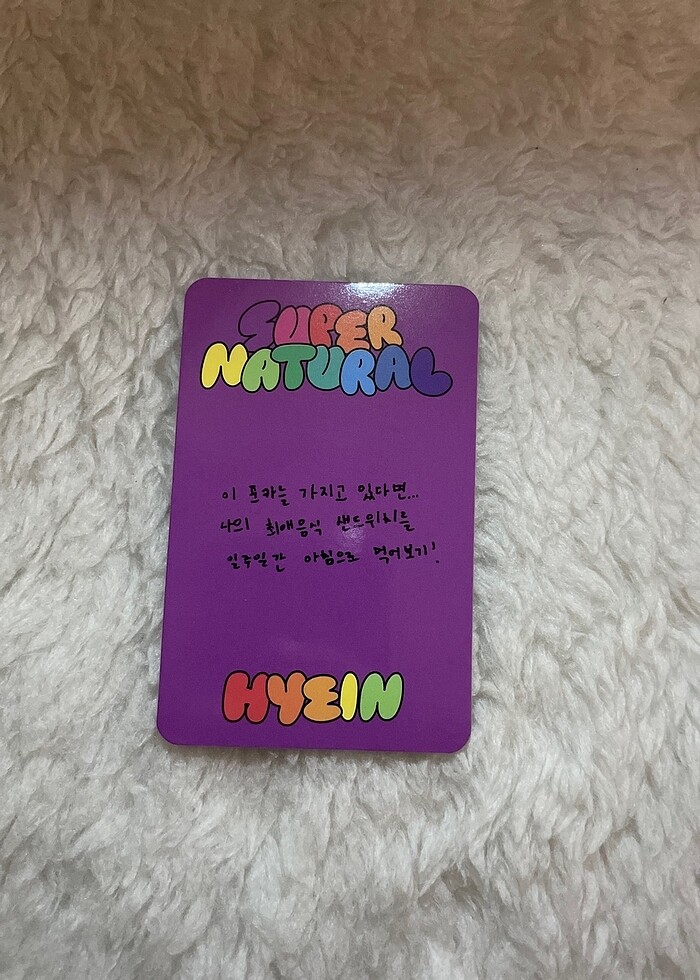 SUPER
NATURAL
이 포카를 가지고 있다면...
나의 최애음식 샌드위치를
일주일간 아침으로 먹어보기!
HYEIN